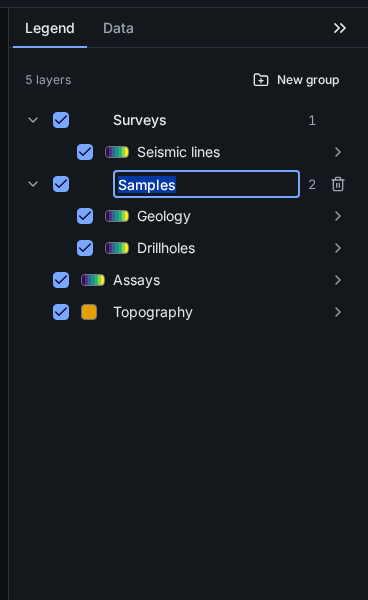 Legend Data
5 layers New group
Surveys 1
Seismic lines
Samples 2
Geology
Drillholes
Assays
Topography